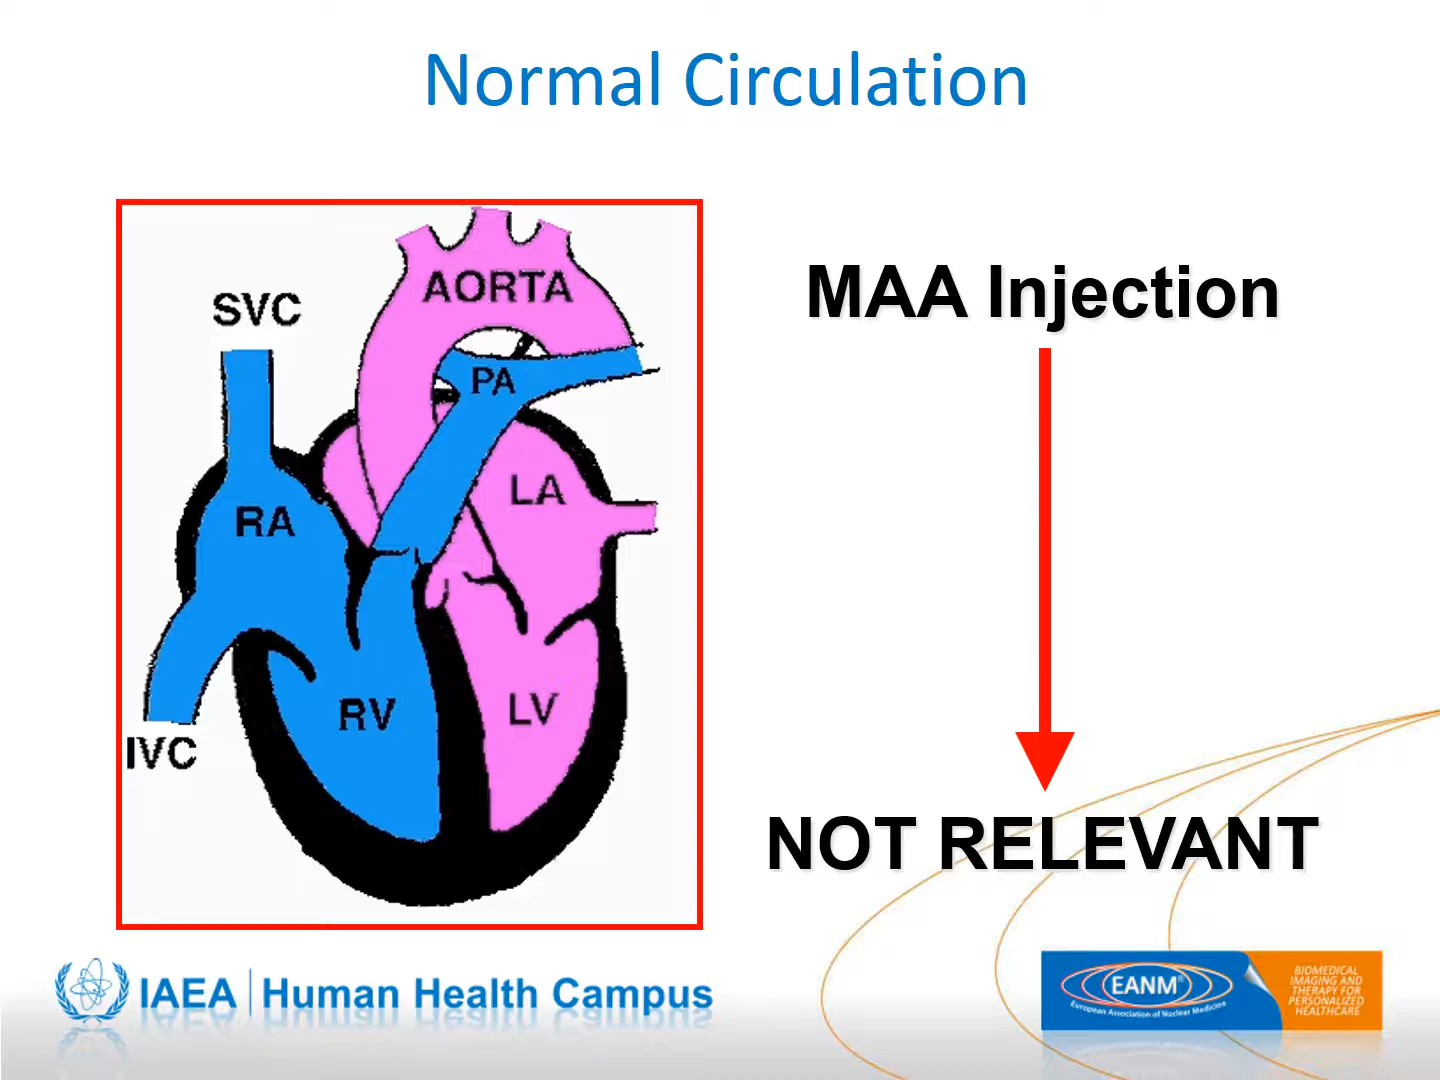 Normal Circulation
AORTA
SVC
PA
LA
RA
RV
LV
IVC
MAA Injection
NOT RELEVANT
IAEA | Human Health Campus
EANM®
European Association of Nuclear Medicine
BIOMEDICAL
IMAGING AND
THERAPY FOR
PERSONALIZED
HEALTHCARE